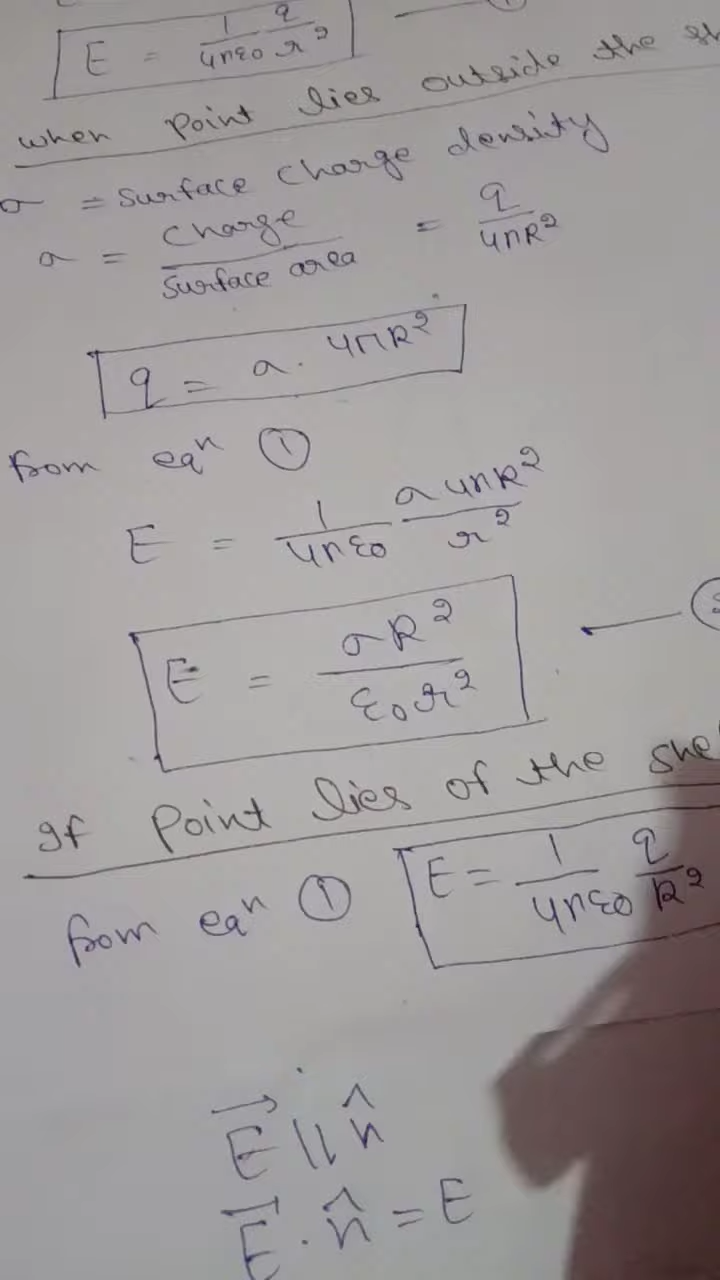 E = 1/4πε0 q/r²
when Point lies outside the
σ = Surface Charge density
σ = Charge/Surface area = q/4πR²
q = σ. 4πR²
from eqⁿ ①
E = 1/4πε0 σ4πR²/r²
E = σR²/ε0r²
If Point lies of the
from eqⁿ ① E = 1/4πε0 q/R²
E⃗ || n̂
E⃗ . n̂ = E